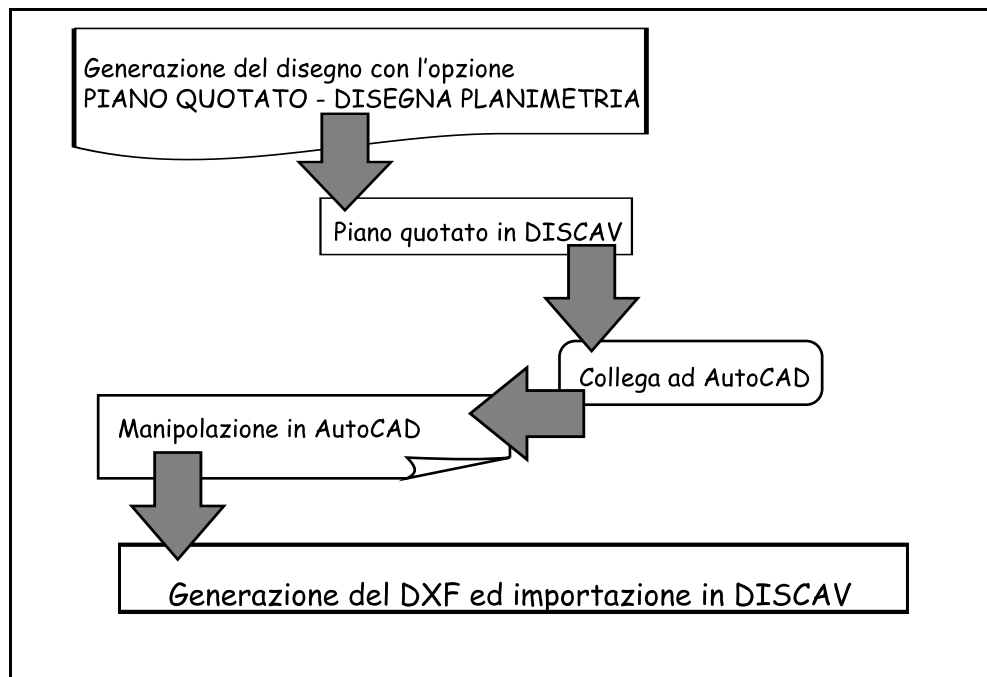 Generazione del disegno con l'opzione
PIANO QUOTATO - DISEGNA PLANIMETRIA
Piano quotato in DISCAV
Collega ad AutoCAD
Manipolazione in AutoCAD
Generazione del DXF ed importazione in DISCAV